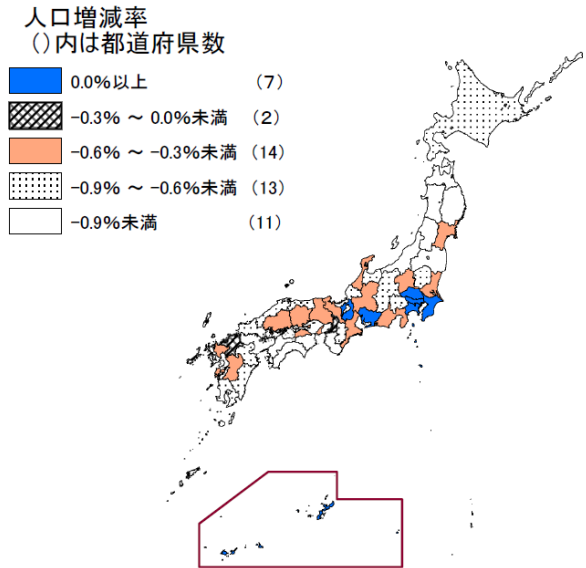 人口増減率
()内は都道府県数
0.0%以上 (7)
-0.3% ~ 0.0%未満 (2)
-0.6% ~ -0.3%未満 (14)
-0.9% ~ -0.6%未満 (13)
-0.9%未満 (11)